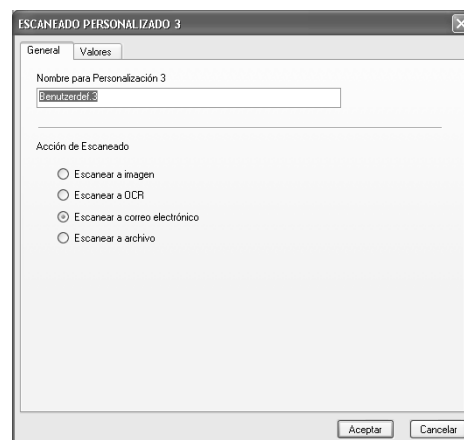 ESCANEADO PERSONALIZADO 3
General Valores
Nombre para Personalización 3
Benutzerdef.3
Acción de Escaneado
Escanear a imagen
Escanear a OCR
Escanear a correo electrónico
Escanear a archivo
Aceptar Cancelar